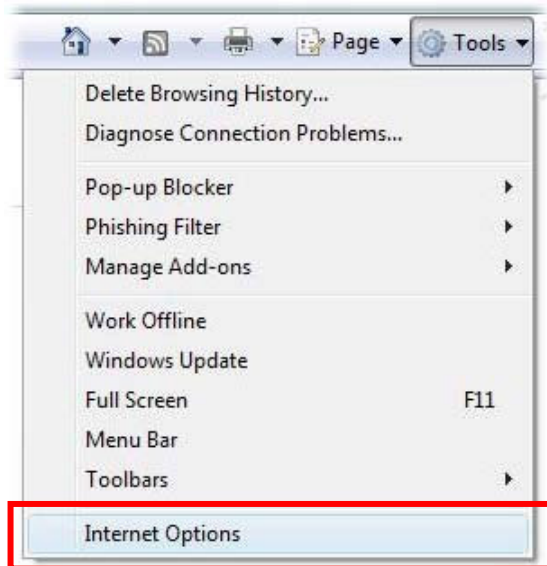 Page Tools
Delete Browsing History...
Diagnose Connection Problems...
Pop-up Blocker
Phishing Filter
Manage Add-ons
Work Offline
Windows Update
Full Screen F11
Menu Bar
Toolbars
Internet Options